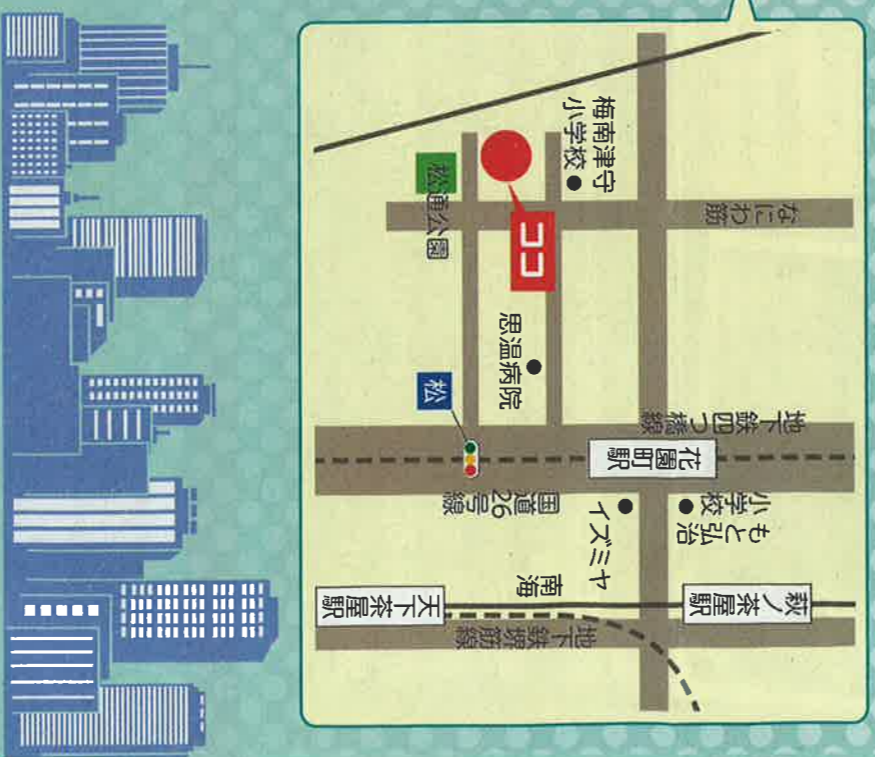 なにわ筋
地下鉄四つ橋線
もと弘治
小学校
萩ノ茶屋駅
花園町駅
梅南津守
小学校
イズミヤ
南海
地下鉄堺筋線
ココ
思温病院
国道
26号線
松通公園
松
天下茶屋駅